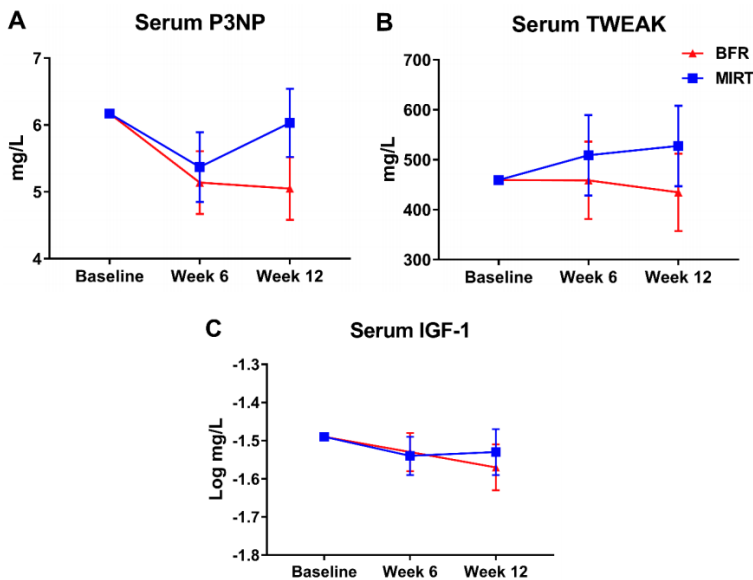 A
Serum P3NP
mg/L
7
6
5
4
Baseline
Week 6
Week 12
B
Serum TWEAK
mg/L
700
600
500
400
300
Baseline
Week 6
Week 12
BFR
MIRT
C
Serum IGF-1
Log mg/L
-1.3
-1.4
-1.5
-1.6
-1.7
-1.8
Baseline
Week 6
Week 12